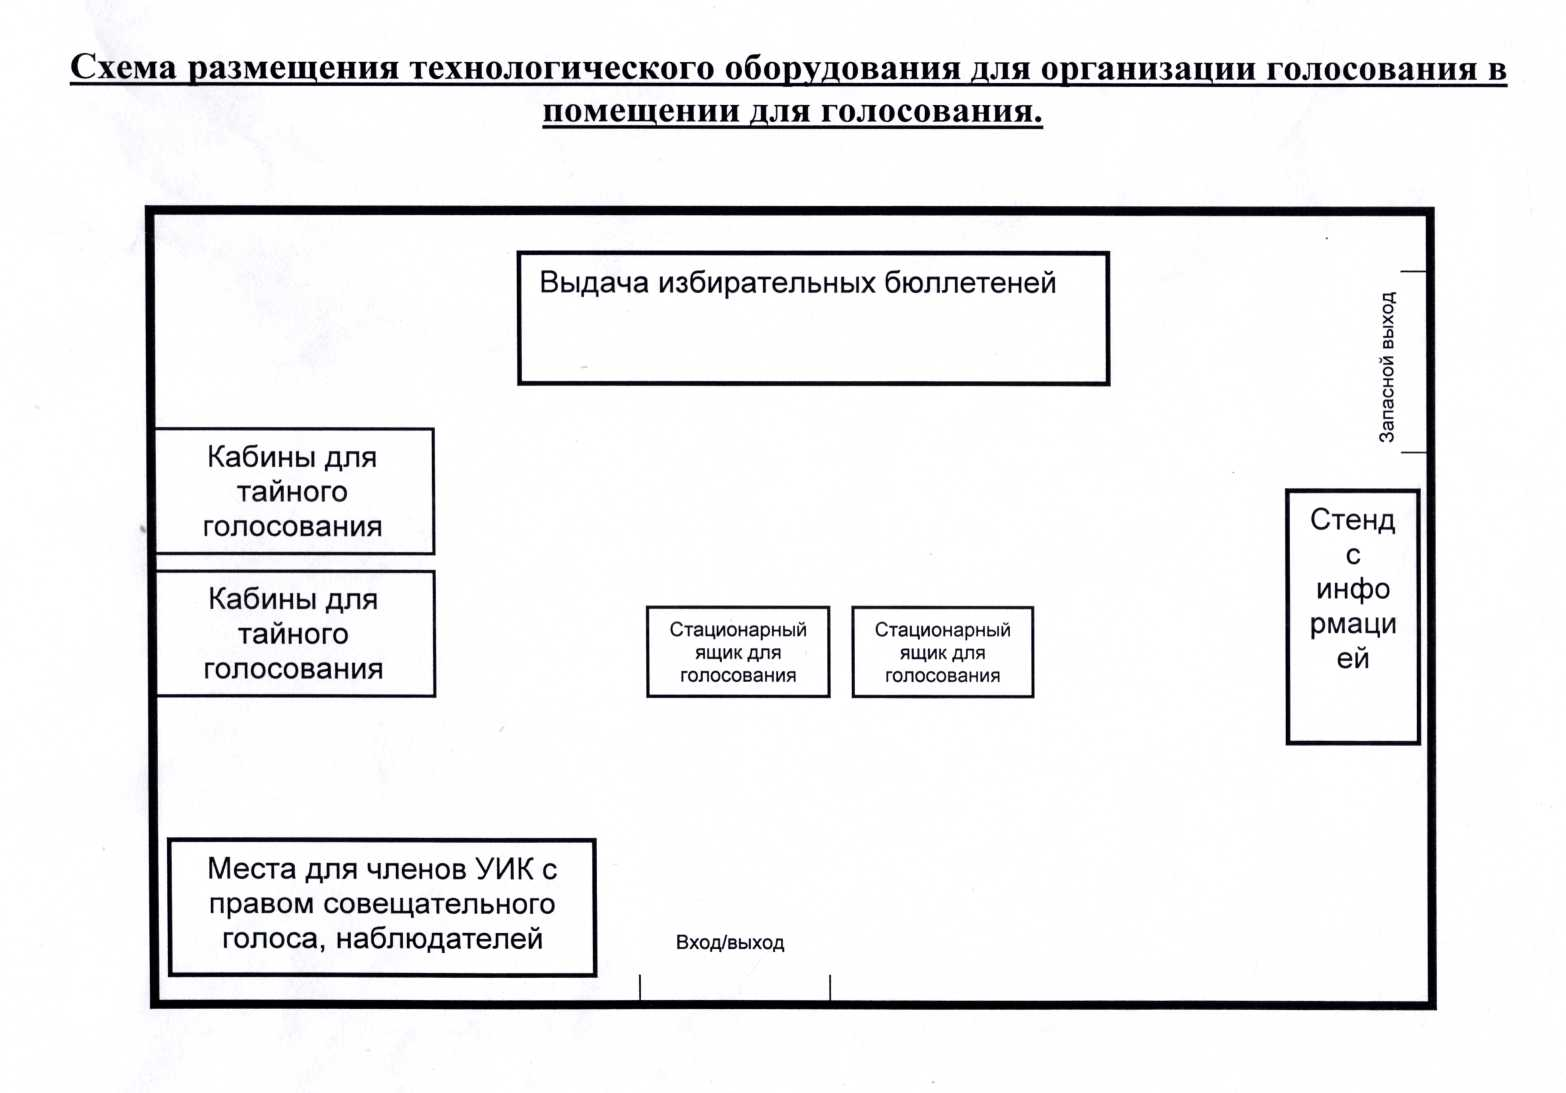 Схема размещения технологического оборудования для организации голосования в
помещении для голосования.
Выдача избирательных бюллетеней
Запасной выход
Кабины для
тайного
голосования
Стенд
с
инфо
рмаци
ей
Кабины для
тайного
голосования
Стационарный
ящик для
голосования
Стационарный
ящик для
голосования
Места для членов УИК с
правом совещательного
голоса, наблюдателей
Вход/выход